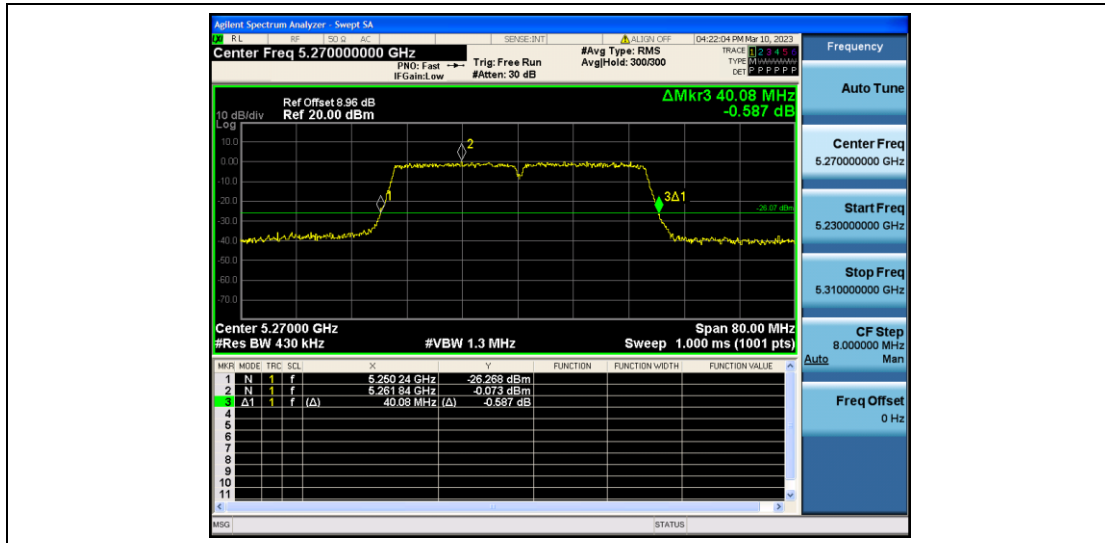 Agilent Spectrum Analyzer - Swept SA
RL RF 50 Ω AC SENSE:INT ALIGN OFF 04:22:04 PM Mar 10, 2023
Center Freq 5.270000000 GHz
PNO: Fast
IFGain:Low
Trig: Free Run
#Atten: 30 dB
#Avg Type: RMS
Avg|Hold: 300/300
TRACE 1 2 3 4 5 6
TYPE M WWWWW
DET P P P P P P
ΔMkr3 40.08 MHz
-0.587 dB
Ref Offset 8.96 dB
10 dB/div Ref 20.00 dBm
Log
10.0
0.00
-10.0
-20.0
-30.0
-40.0
-50.0
-60.0
-70.0
2
1
3Δ1
-26.07 dBm
Center 5.27000 GHz Span 80.00 MHz
#Res BW 430 kHz #VBW 1.3 MHz Sweep 1.000 ms (1001 pts)
MKR MODE TRC SCL X Y FUNCTION FUNCTION WIDTH FUNCTION VALUE
1 N 1 f 5.250 24 GHz -26.268 dBm
2 N 1 f 5.261 84 GHz -0.073 dBm
3 Δ1 1 f (Δ) 40.08 MHz (Δ) -0.587 dB
4
5
6
7
8
9
10
11
MSG STATUS
Frequency
Auto Tune
Center Freq
5.270000000 GHz
Start Freq
5.230000000 GHz
Stop Freq
5.310000000 GHz
CF Step
8.000000 MHz
Auto Man
Freq Offset
0 Hz